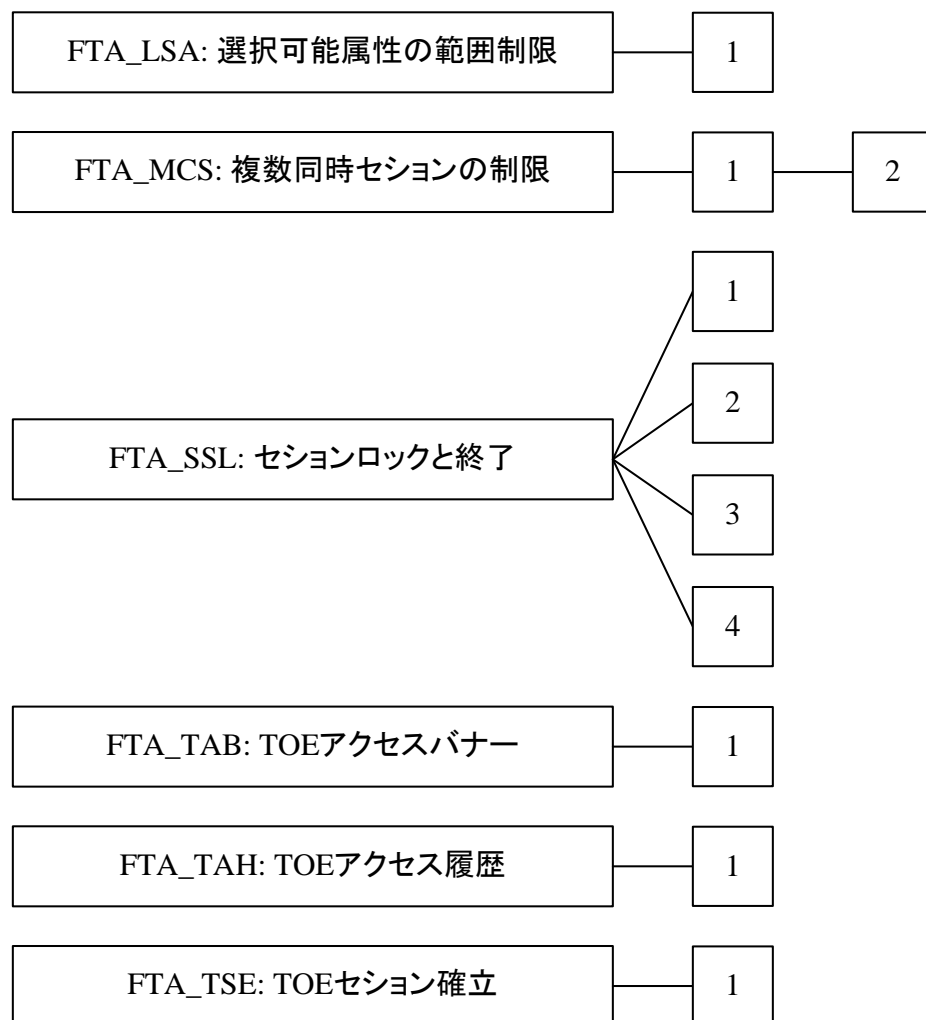 FTA_LSA: 選択可能属性の範囲制限
1
FTA_MCS: 複数同時セションの制限
1
2
1
2
FTA_SSL: セションロックと終了
3
4
FTA_TAB: TOEアクセスバナー
1
FTA_TAH: TOEアクセス履歴
1
FTA_TSE: TOEセション確立
1